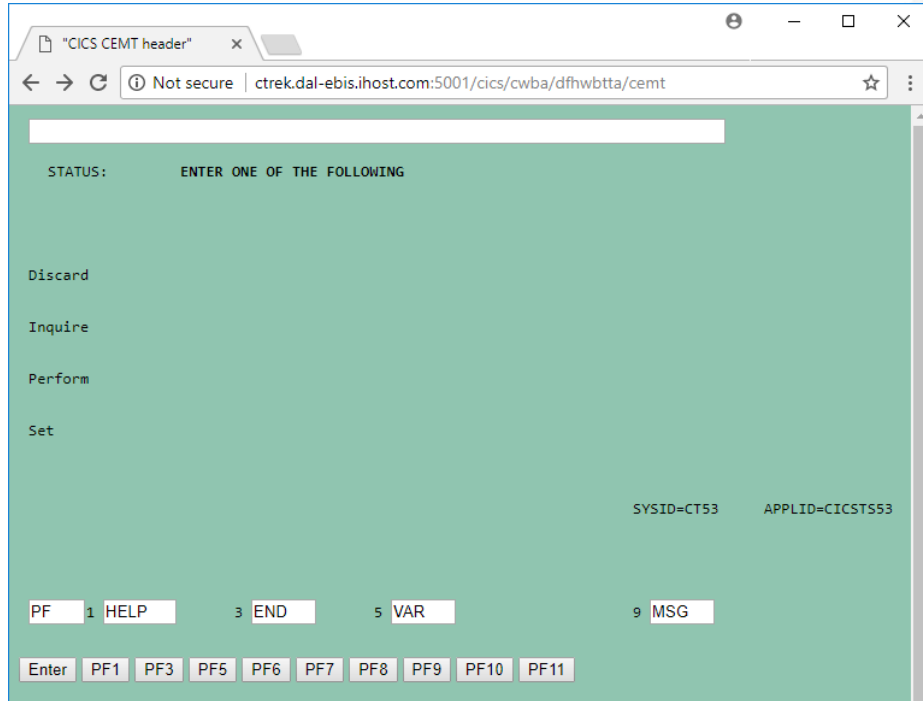 "CICS CEMT header"
Not secure ctrek.dal-ebis.ihost.com:5001/cics/cwba/dfhwbtta/cemt
STATUS: ENTER ONE OF THE FOLLOWING
Discard
Inquire
Perform
Set
SYSID=CT53 APPLID=CICSTS53
PF 1 HELP 3 END 5 VAR 9 MSG
Enter PF1 PF3 PF5 PF6 PF7 PF8 PF9 PF10 PF11